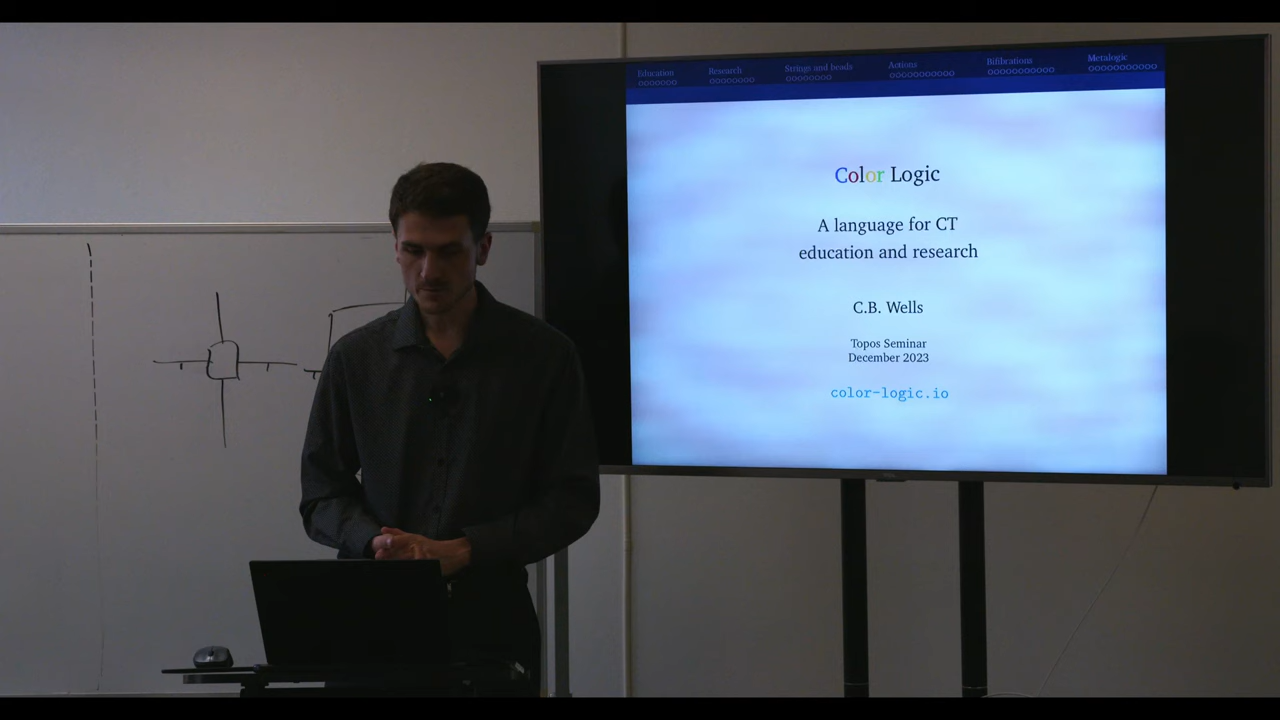 Education Research Strings and beads Actions Bifibrations Metalogic
Color Logic
A language for CT
education and research
C.B. Wells
Topos Seminar
December 2023
color-logic.io